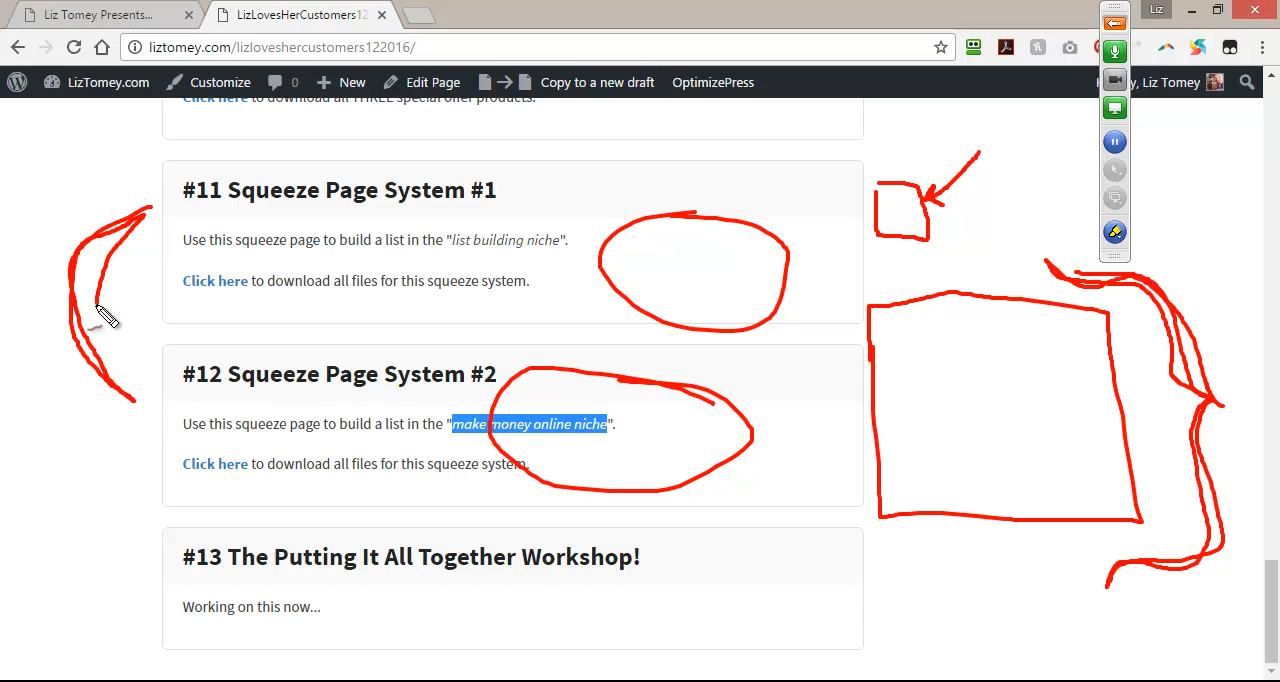 Liz Tomey Presents...
LizLovesHerCustomers12
Liz
liztomey.com/lizlovehercustomers122016/
LizTomey.com
Customize
0
New
Edit Page
Copy to a new draft
OptimizePress
y, Liz Tomey
Click here to download all THREE special offer products.
#11 Squeeze Page System #1
Use this squeeze page to build a list in the "list building niche".
Click here to download all files for this squeeze system.
#12 Squeeze Page System #2
Use this squeeze page to build a list in the "make money online niche".
Click here to download all files for this squeeze system.
#13 The Putting It All Together Workshop!
Working on this now...